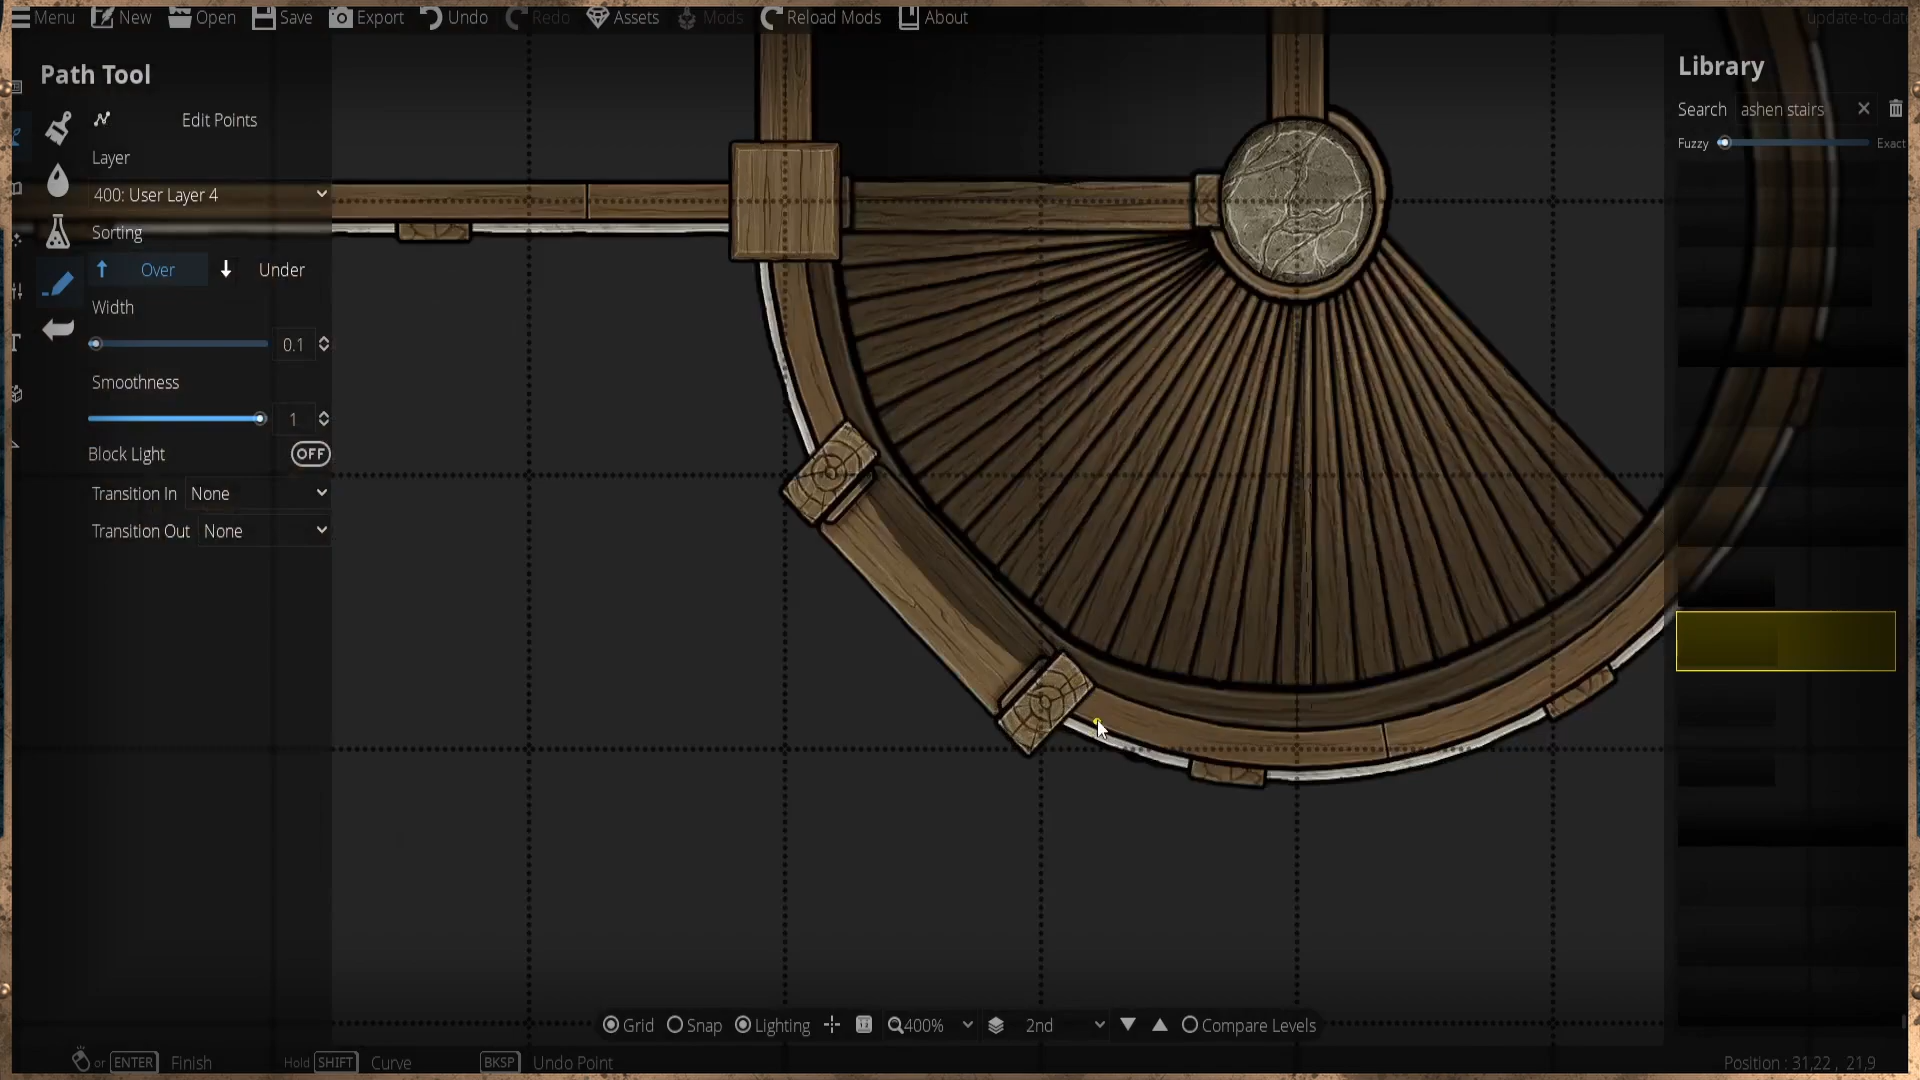 Menu New Open Save Export Undo Redo Assets Mods Reload Mods About update-to-dat
Path Tool
Library
Edit Points
Search ashen stairs
Fuzzy Exact
Layer
400: User Layer 4
Sorting
Over Under
Width
0.1
Smoothness
1
Block Light OFF
Transition In None
Transition Out None
Grid Snap Lighting 400% 2nd Compare Levels
or ENTER Finish Hold SHIFT Curve BKSP Undo Point Position : 31,22 , 21,9